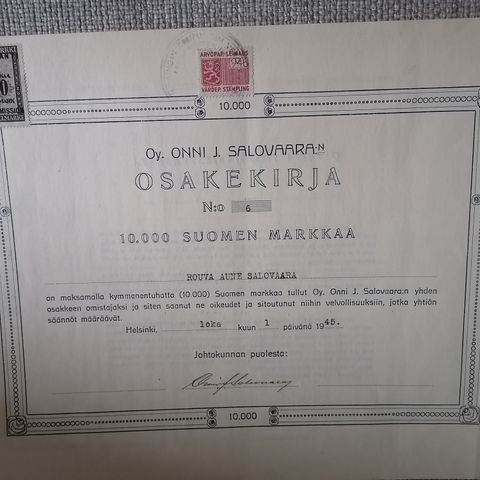 ARVOPAP. LEIMAUS
VÄRDEP. STÄMPLING
10.000
Oy. ONNI J. SALOVAARA:N
OSAKEKIRJA
N:o 6
10.000 SUOMEN MARKKAA
ROUVA AUNE SALOVAARA
on maksamalla kymmenentuhatta (10.000) Suomen markkaa tullut Oy. Onni J. Salovaara:n yhden
osakkeen omistajaksi ja siten saanut ne oikeudet ja sitoutunut niihin velvollisuuksiin, jotka yhtiön
säännöt määräävät.
Helsinki, loka kuun 1 päivänä 1945.
Johtokunnan puolesta:
Onni J. Salovaara
10.000